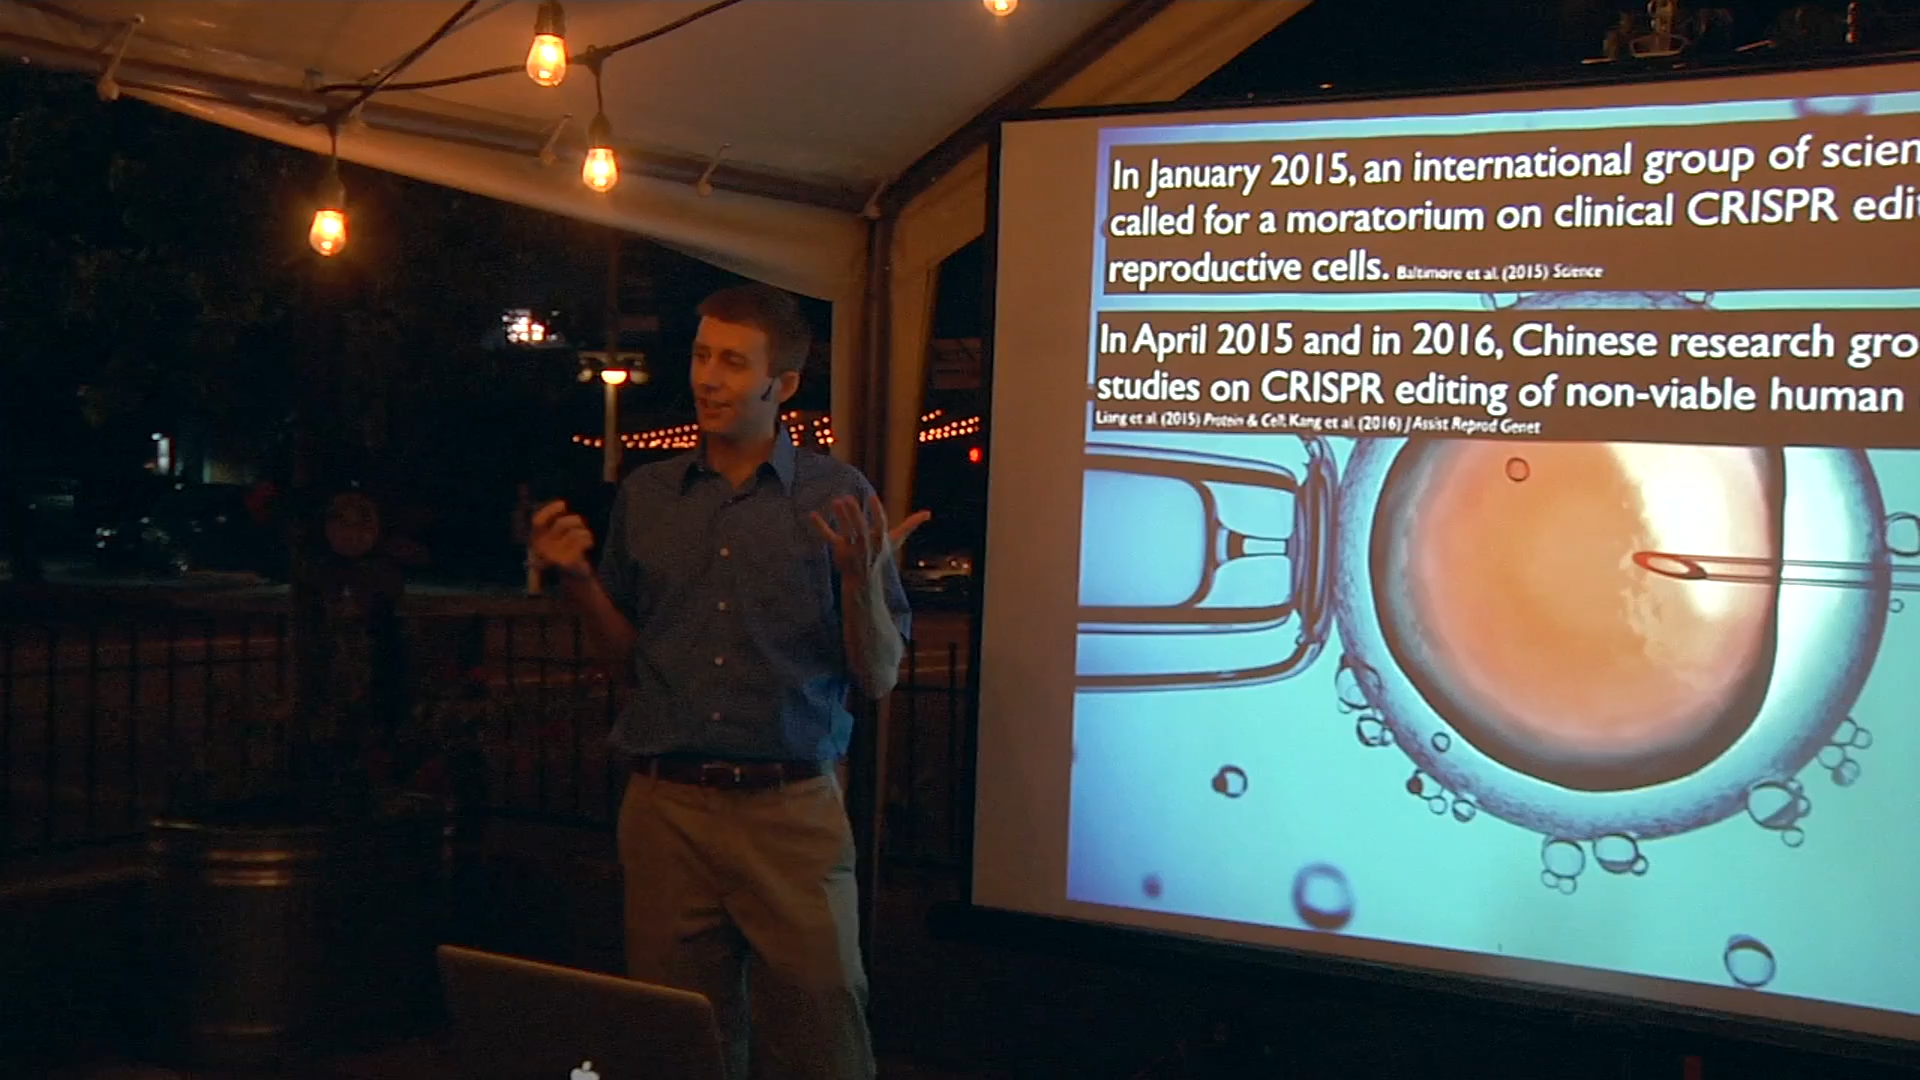 In January 2015, an international group of scien
called for a moratorium on clinical CRISPR edit
reproductive cells. Baltimore et al. (2015) Science
In April 2015 and in 2016, Chinese research gro
studies on CRISPR editing of non-viable human
Liang et al. (2015) Protein & Cell; Kang et al. (2016) J Assist Reprod Genet